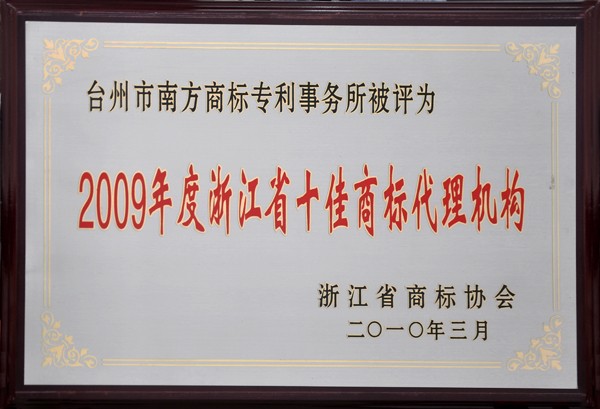 台州市南方商标专利事务所被评为
2009年度浙江省十佳商标代理机构
浙江省商标协会
二〇一〇年三月